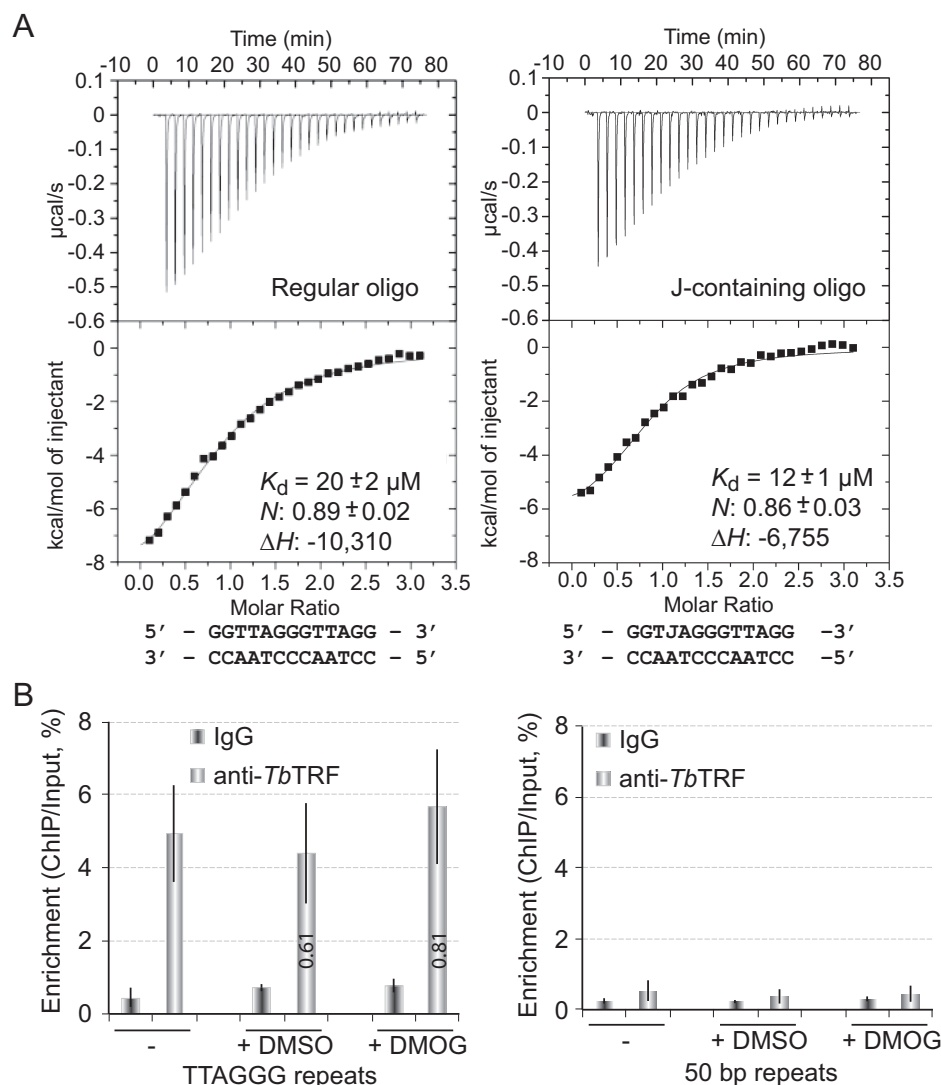 A
Time (min)
-10 0 10 20 30 40 50 60 70 80
0.1
0
-0.1
-0.2
-0.3
-0.4
-0.5
-0.6
µcal/s
Regular oligo
0
-2
-4
-6
-8
kcal/mol of injectant
Kd = 20 ±2 µM
N: 0.89 ±0.02
ΔH: -10,310
0.0 0.5 1.0 1.5 2.0 2.5 3.0 3.5
Molar Ratio
5′ – GGTTAGGGTTAGG – 3′
3′ – CCAATCCCAATCC – 5′
Time (min)
-10 0 10 20 30 40 50 60 70 80
0.1
0
-0.1
-0.2
-0.3
-0.4
-0.5
-0.6
µcal/s
J-containing oligo
0
-2
-4
-6
-8
kcal/mol of injectant
Kd = 12 ± 1 µM
N: 0.86 ±0.03
ΔH: -6,755
0.0 0.5 1.0 1.5 2.0 2.5 3.0 3.5
Molar Ratio
5′ – GGTJAGGGTTAGG –3′
3′ – CCAATCCCAATCC –5′
B
Enrichment (ChIP/Input, %)
8
6
4
2
0
IgG
anti-TbTRF
0.61
0.81
- + DMSO + DMOG
TTAGGG repeats
Enrichment (ChIP/Input, %)
8
6
4
2
0
IgG
anti-TbTRF
- + DMSO + DMOG
50 bp repeats